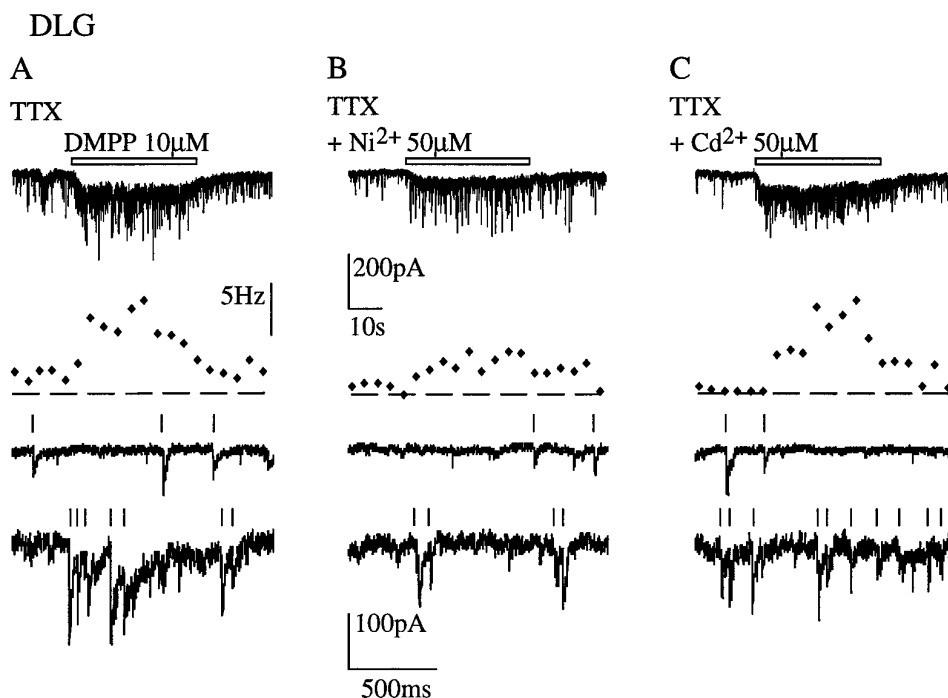 DLG
A
TTX
DMPP 10μM
B
TTX
+ Ni2+ 50μM
C
TTX
+ Cd2+ 50μM
5Hz
200pA
10s
100pA
500ms